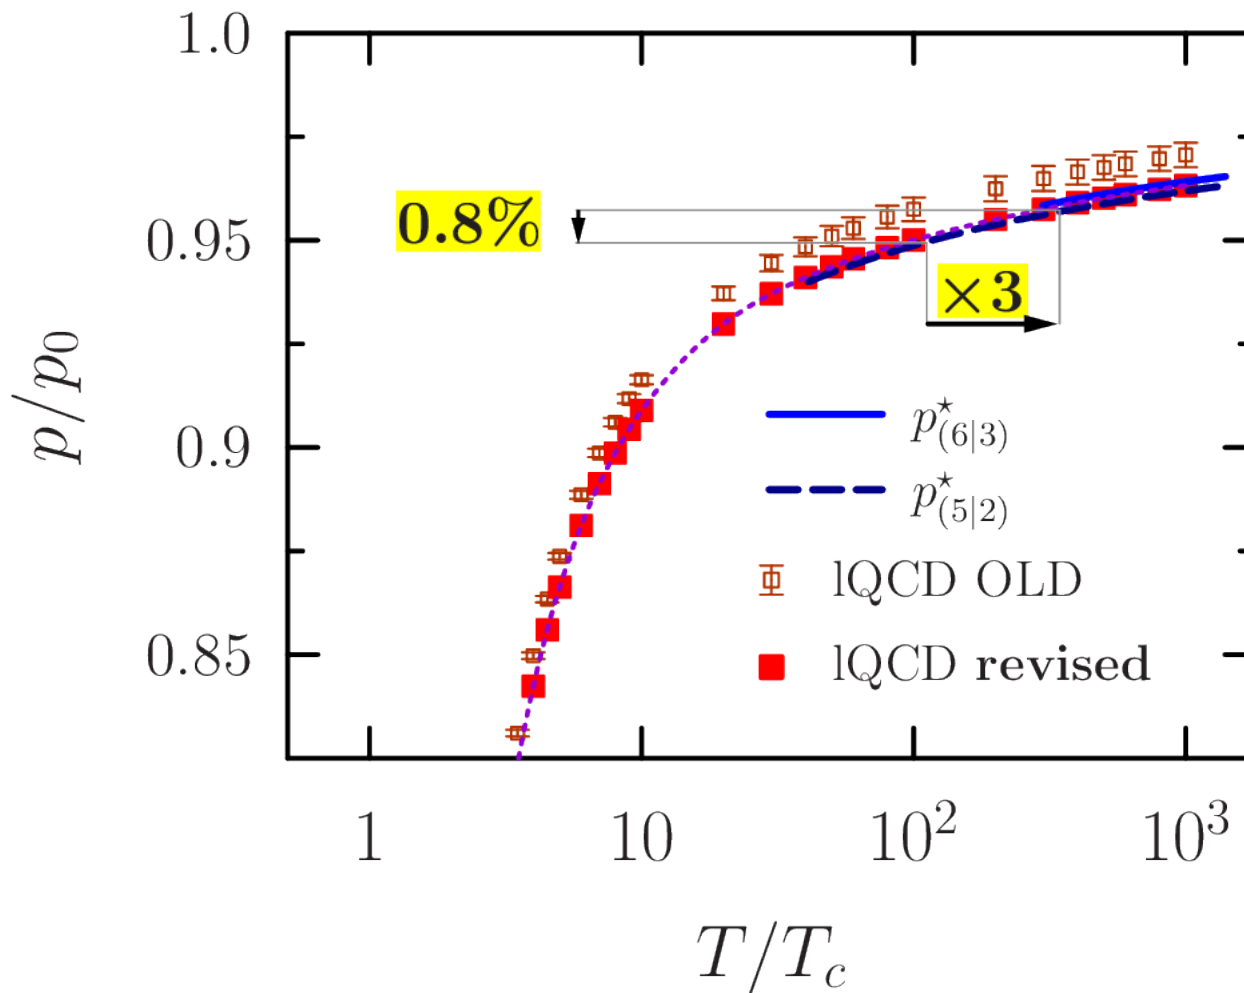 1.0
0.95
0.9
0.85
p/p₀
0.8%
×3
p*₍₆|₃₎
p*₍₅|₂₎
lQCD OLD
lQCD revised
1
10
10²
10³
T/T_c